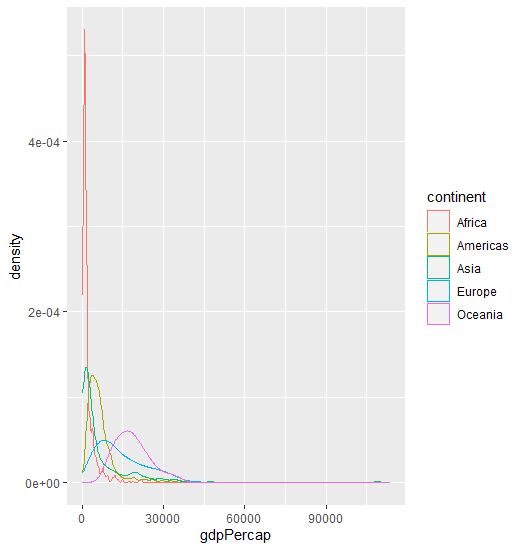 4e-04
2e-04
0e+00
density
0
30000
60000
90000
gdpPercap
continent
Africa
Americas
Asia
Europe
Oceania